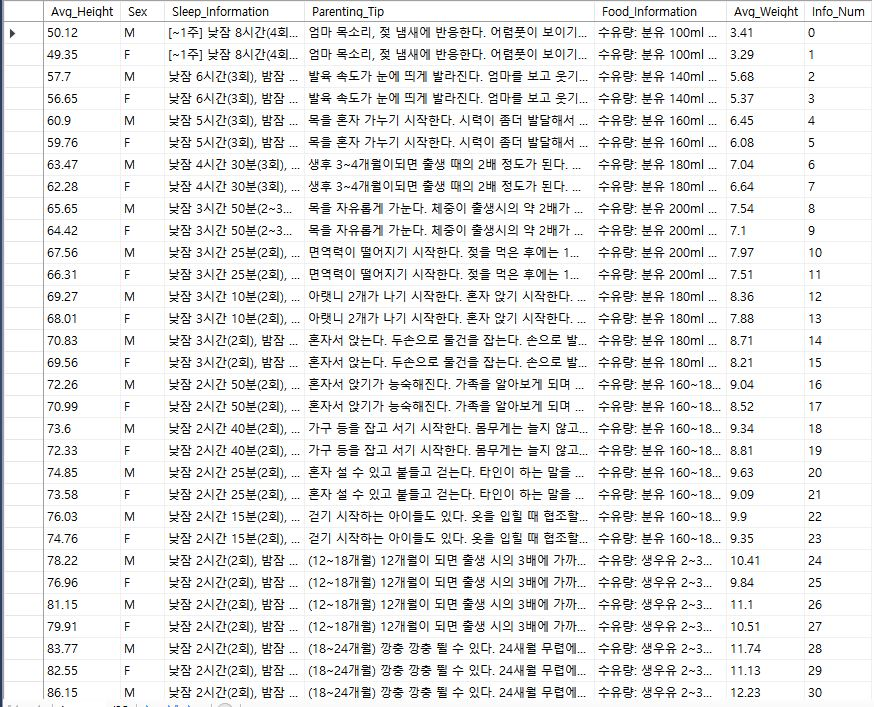 Avg_Height Sex Sleep_Information Parenting_Tip Food_Information Avg_Weight Info_Num
50.12 M [~1주] 낮잠 8시간(4회... 엄마 목소리, 젖 냄새에 반응한다. 어렴풋이 보이기... 수유량: 분유 100ml ... 3.41 0
49.35 F [~1주] 낮잠 8시간(4회... 엄마 목소리, 젖 냄새에 반응한다. 어렴풋이 보이기... 수유량: 분유 100ml ... 3.29 1
57.7 M 낮잠 6시간(3회), 밤잠 ... 발육 속도가 눈에 띄게 발라진다. 엄마를 보고 웃기... 수유량: 분유 140ml ... 5.68 2
56.65 F 낮잠 6시간(3회), 밤잠 ... 발육 속도가 눈에 띄게 발라진다. 엄마를 보고 웃기... 수유량: 분유 140ml ... 5.37 3
60.9 M 낮잠 5시간(3회), 밤잠 ... 목을 혼자 가누기 시작한다. 시력이 좀더 발달해서 ... 수유량: 분유 160ml ... 6.45 4
59.76 F 낮잠 5시간(3회), 밤잠 ... 목을 혼자 가누기 시작한다. 시력이 좀더 발달해서 ... 수유량: 분유 160ml ... 6.08 5
63.47 M 낮잠 4시간 30분(3회), ... 생후 3~4개월이되면 출생 때의 2배 정도가 된다. ... 수유량: 분유 180ml ... 7.04 6
62.28 F 낮잠 4시간 30분(3회), ... 생후 3~4개월이되면 출생 때의 2배 정도가 된다. ... 수유량: 분유 180ml ... 6.64 7
65.65 M 낮잠 3시간 50분(2~3... 목을 자유롭게 가눈다. 체중이 출생시의 약 2배가 ... 수유량: 분유 200ml ... 7.54 8
64.42 F 낮잠 3시간 50분(2~3... 목을 자유롭게 가눈다. 체중이 출생시의 약 2배가 ... 수유량: 분유 200ml ... 7.1 9
67.56 M 낮잠 3시간 25분(2회), ... 면역력이 떨어지기 시작한다. 젖을 먹은 후에는 1... 수유량: 분유 200ml ... 7.97 10
66.31 F 낮잠 3시간 25분(2회), ... 면역력이 떨어지기 시작한다. 젖을 먹은 후에는 1... 수유량: 분유 200ml ... 7.51 11
69.27 M 낮잠 3시간 10분(2회), ... 아랫니 2개가 나기 시작한다. 혼자 앉기 시작한다. ... 수유량: 분유 180ml ... 8.36 12
68.01 F 낮잠 3시간 10분(2회), ... 아랫니 2개가 나기 시작한다. 혼자 앉기 시작한다. ... 수유량: 분유 180ml ... 7.88 13
70.83 M 낮잠 3시간(2회), 밤잠 ... 혼자서 앉는다. 두손으로 물건을 잡는다. 손으로 발... 수유량: 분유 180ml ... 8.71 14
69.56 F 낮잠 3시간(2회), 밤잠 ... 혼자서 앉는다. 두손으로 물건을 잡는다. 손으로 발... 수유량: 분유 180ml ... 8.21 15
72.26 M 낮잠 2시간 50분(2회), ... 혼자서 앉기가 능숙해진다. 가족을 알아보게 되며 ... 수유량: 분유 160~18... 9.04 16
70.99 F 낮잠 2시간 50분(2회), ... 혼자서 앉기가 능숙해진다. 가족을 알아보게 되며 ... 수유량: 분유 160~18... 8.52 17
73.6 M 낮잠 2시간 40분(2회), ... 가구 등을 잡고 서기 시작한다. 몸무게는 늘지 않고... 수유량: 분유 160~18... 9.34 18
72.33 F 낮잠 2시간 40분(2회), ... 가구 등을 잡고 서기 시작한다. 몸무게는 늘지 않고... 수유량: 분유 160~18... 8.81 19
74.85 M 낮잠 2시간 25분(2회), ... 혼자 설 수 있고 붙들고 걷는다. 타인이 하는 말을 ... 수유량: 분유 160~18... 9.63 20
73.58 F 낮잠 2시간 25분(2회), ... 혼자 설 수 있고 붙들고 걷는다. 타인이 하는 말을 ... 수유량: 분유 160~18... 9.09 21
76.03 M 낮잠 2시간 15분(2회), ... 걷기 시작하는 아이들도 있다. 옷을 입힐 때 협조할... 수유량: 분유 160~18... 9.9 22
74.76 F 낮잠 2시간 15분(2회), ... 걷기 시작하는 아이들도 있다. 옷을 입힐 때 협조할... 수유량: 분유 160~18... 9.35 23
78.22 M 낮잠 2시간(2회), 밤잠 ... (12~18개월) 12개월이 되면 출생 시의 3배에 가까... 수유량: 생우유 2~3... 10.41 24
76.96 F 낮잠 2시간(2회), 밤잠 ... (12~18개월) 12개월이 되면 출생 시의 3배에 가까... 수유량: 생우유 2~3... 9.84 25
81.15 M 낮잠 2시간(2회), 밤잠 ... (12~18개월) 12개월이 되면 출생 시의 3배에 가까... 수유량: 생우유 2~3... 11.1 26
79.91 F 낮잠 2시간(2회), 밤잠 ... (12~18개월) 12개월이 되면 출생 시의 3배에 가까... 수유량: 생우유 2~3... 10.51 27
83.77 M 낮잠 2시간(2회), 밤잠 ... (18~24개월) 깡충 깡충 뛸 수 있다. 24새월 무렵에... 수유량: 생우유 2~3... 11.74 28
82.55 F 낮잠 2시간(2회), 밤잠 ... (18~24개월) 깡충 깡충 뛸 수 있다. 24새월 무렵에... 수유량: 생우유 2~3... 11.13 29
86.15 M 낮잠 2시간(2회), 밤잠 ... (18~24개월) 깡충 깡충 뛸 수 있다. 24새월 무렵에... 수유량: 생우유 2~3... 12.23 30